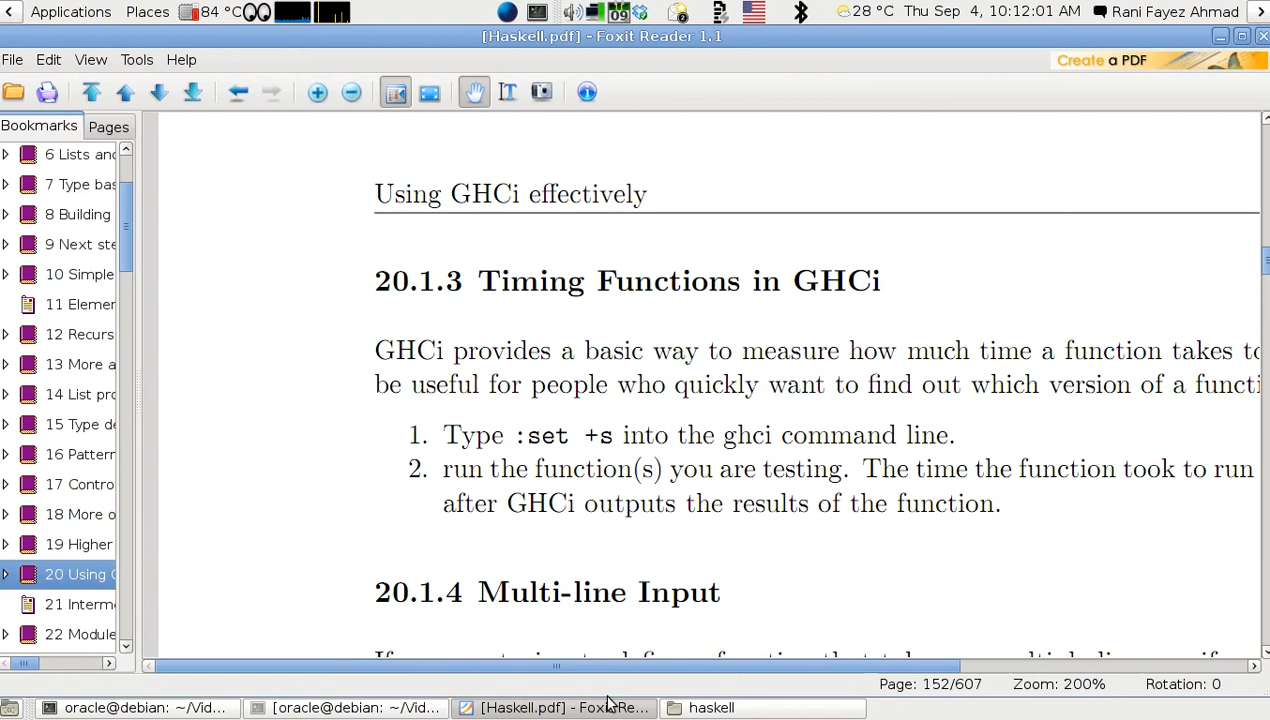 Applications Places 84 °C 28 °C Thu Sep 4, 10:12:01 AM Rani Fayez Ahmad
[Haskell.pdf] - Foxit Reader 1.1
File Edit View Tools Help
Create a PDF
Bookmarks Pages
6 Lists and
7 Type bas
8 Building
9 Next ste
10 Simple
11 Elemen
12 Recurs
13 More a
14 List pro
15 Type de
16 Pattern
17 Contro
18 More o
19 Higher
20 Using G
21 Interm
22 Module
Using GHCi effectively
20.1.3 Timing Functions in GHCi
GHCi provides a basic way to measure how much time a function takes to
be useful for people who quickly want to find out which version of a functi
1. Type :set +s into the ghci command line.
2. run the function(s) you are testing. The time the function took to run
after GHCi outputs the results of the function.
20.1.4 Multi-line Input
Page: 152/607 Zoom: 200% Rotation: 0
oracle@debian: ~/Vid... [oracle@debian: ~/Vid... [Haskell.pdf] - Foxit Re... haskell